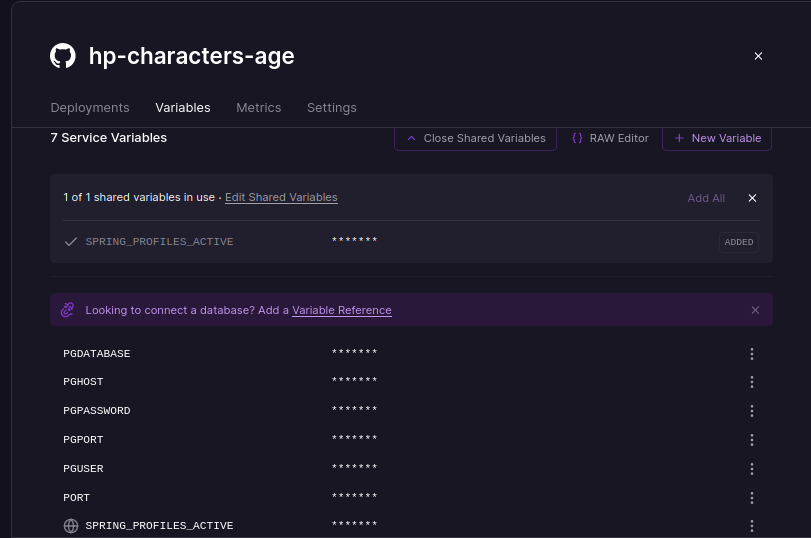 hp-characters-age
Deployments Variables Metrics Settings
7 Service Variables Close Shared Variables {} RAW Editor + New Variable
1 of 1 shared variables in use · Edit Shared Variables Add All
SPRING_PROFILES_ACTIVE ******* ADDED
Looking to connect a database? Add a Variable Reference
PGDATABASE *******
PGHOST *******
PGPASSWORD *******
PGPORT *******
PGUSER *******
PORT *******
SPRING_PROFILES_ACTIVE *******